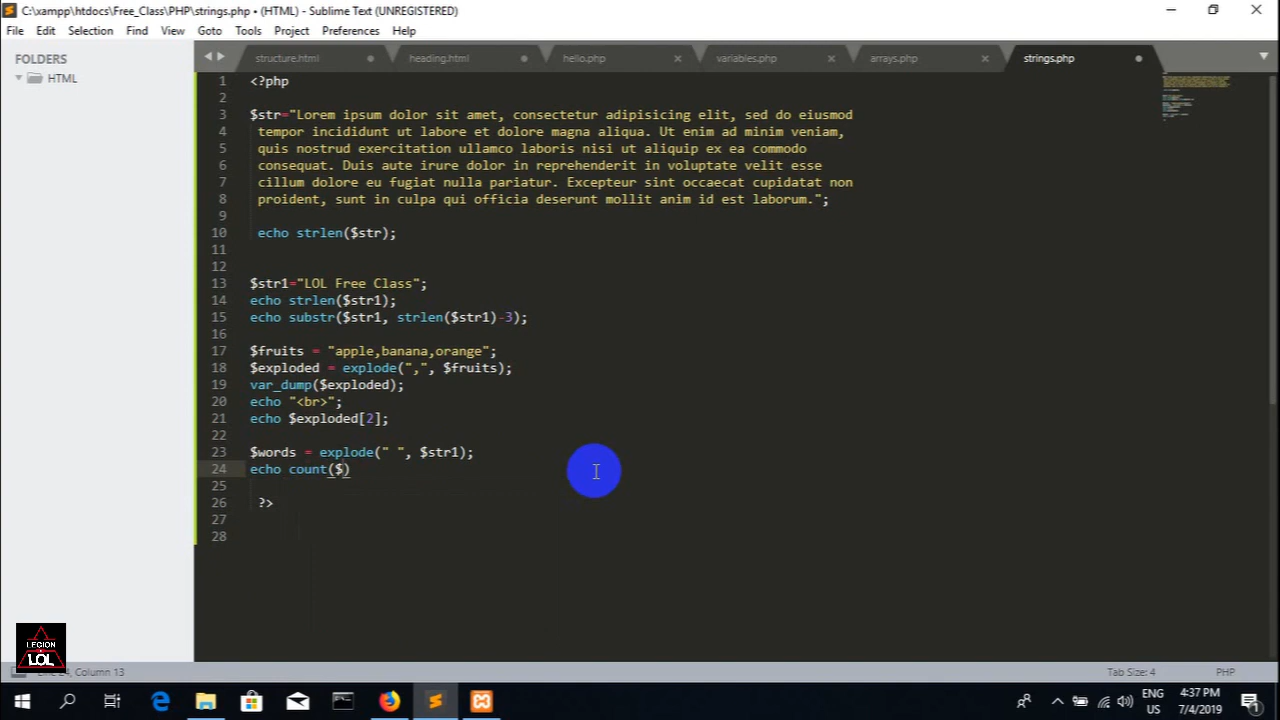 C:\xampp\htdocs\Free_Class\PHP\strings.php • (HTML) - Sublime Text (UNREGISTERED)
File Edit Selection Find View Goto Tools Project Preferences Help
FOLDERS
HTML
structure.html heading.html hello.php variables.php arrays.php strings.php
1 <?php
2
3 $str="Lorem ipsum dolor sit amet, consectetur adipisicing elit, sed do eiusmod
4 tempor incididunt ut labore et dolore magna aliqua. Ut enim ad minim veniam,
5 quis nostrud exercitation ullamco laboris nisi ut aliquip ex ea commodo
6 consequat. Duis aute irure dolor in reprehenderit in voluptate velit esse
7 cillum dolore eu fugiat nulla pariatur. Excepteur sint occaecat cupidatat non
8 proident, sunt in culpa qui officia deserunt mollit anim id est laborum.";
9
10 echo strlen($str);
11
12
13 $str1="LOL Free Class";
14 echo strlen($str1);
15 echo substr($str1, strlen($str1)-3);
16
17 $fruits = "apple,banana,orange";
18 $exploded = explode(",", $fruits);
19 var_dump($exploded);
20 echo "<br>";
21 echo $exploded[2];
22
23 $words = explode(" ", $str1);
24 echo count($)
25
26 ?>
27
28
LEGION
LOL
Line 24, Column 13
Tab Size: 4
PHP
ENG
US
4:37 PM
7/4/2019
1